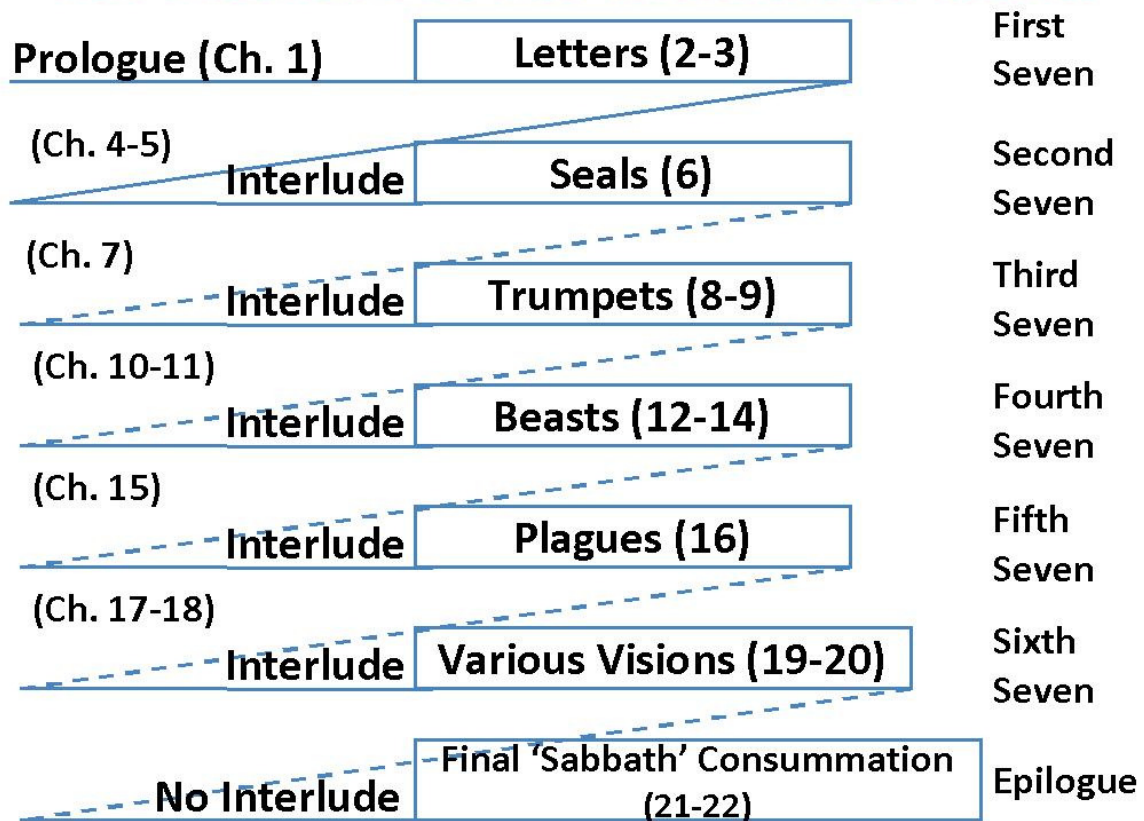 Prologue (Ch. 1)
Letters (2-3)
First
Seven
(Ch. 4-5)
Interlude
Seals (6)
Second
Seven
(Ch. 7)
Interlude
Trumpets (8-9)
Third
Seven
(Ch. 10-11)
Interlude
Beasts (12-14)
Fourth
Seven
(Ch. 15)
Interlude
Plagues (16)
Fifth
Seven
(Ch. 17-18)
Interlude
Various Visions (19-20)
Sixth
Seven
No Interlude
Final ‘Sabbath’ Consummation
(21-22)
Epilogue